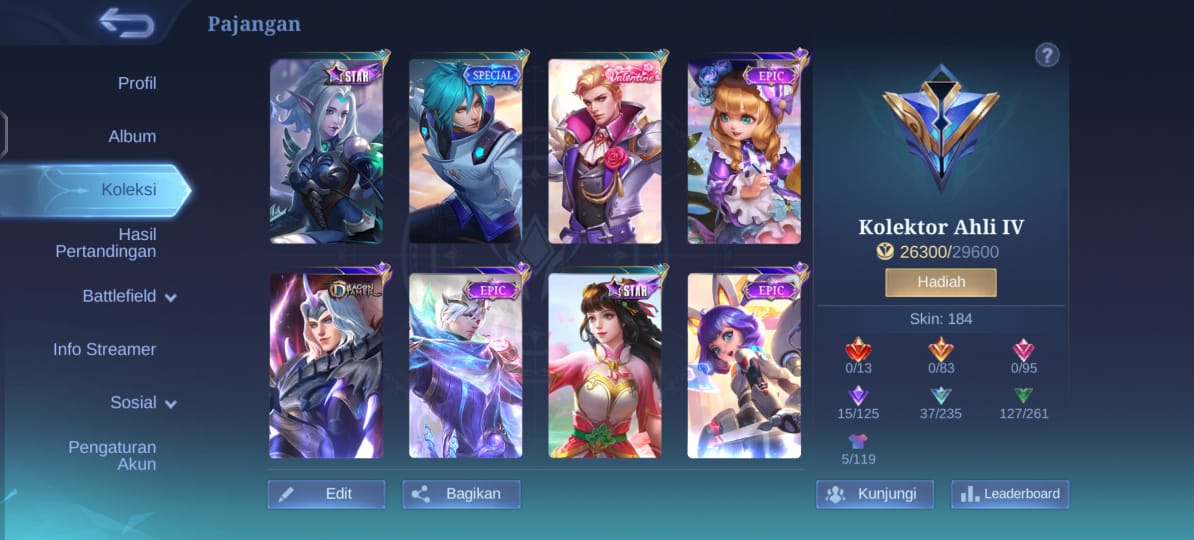 Pajangan
Profil
Album
Koleksi
Hasil
Pertandingan
Battlefield
Info Streamer
Sosial
Pengaturan
Akun
STAR
SPECIAL
Valentine
EPIC
DRAGON
TAMER
EPIC
STAR
EPIC
Edit
Bagikan
?
Kolektor Ahli IV
26300/29600
Hadiah
Skin: 184
0/13
0/83
0/95
15/125
37/235
127/261
5/119
Kunjungi
Leaderboard